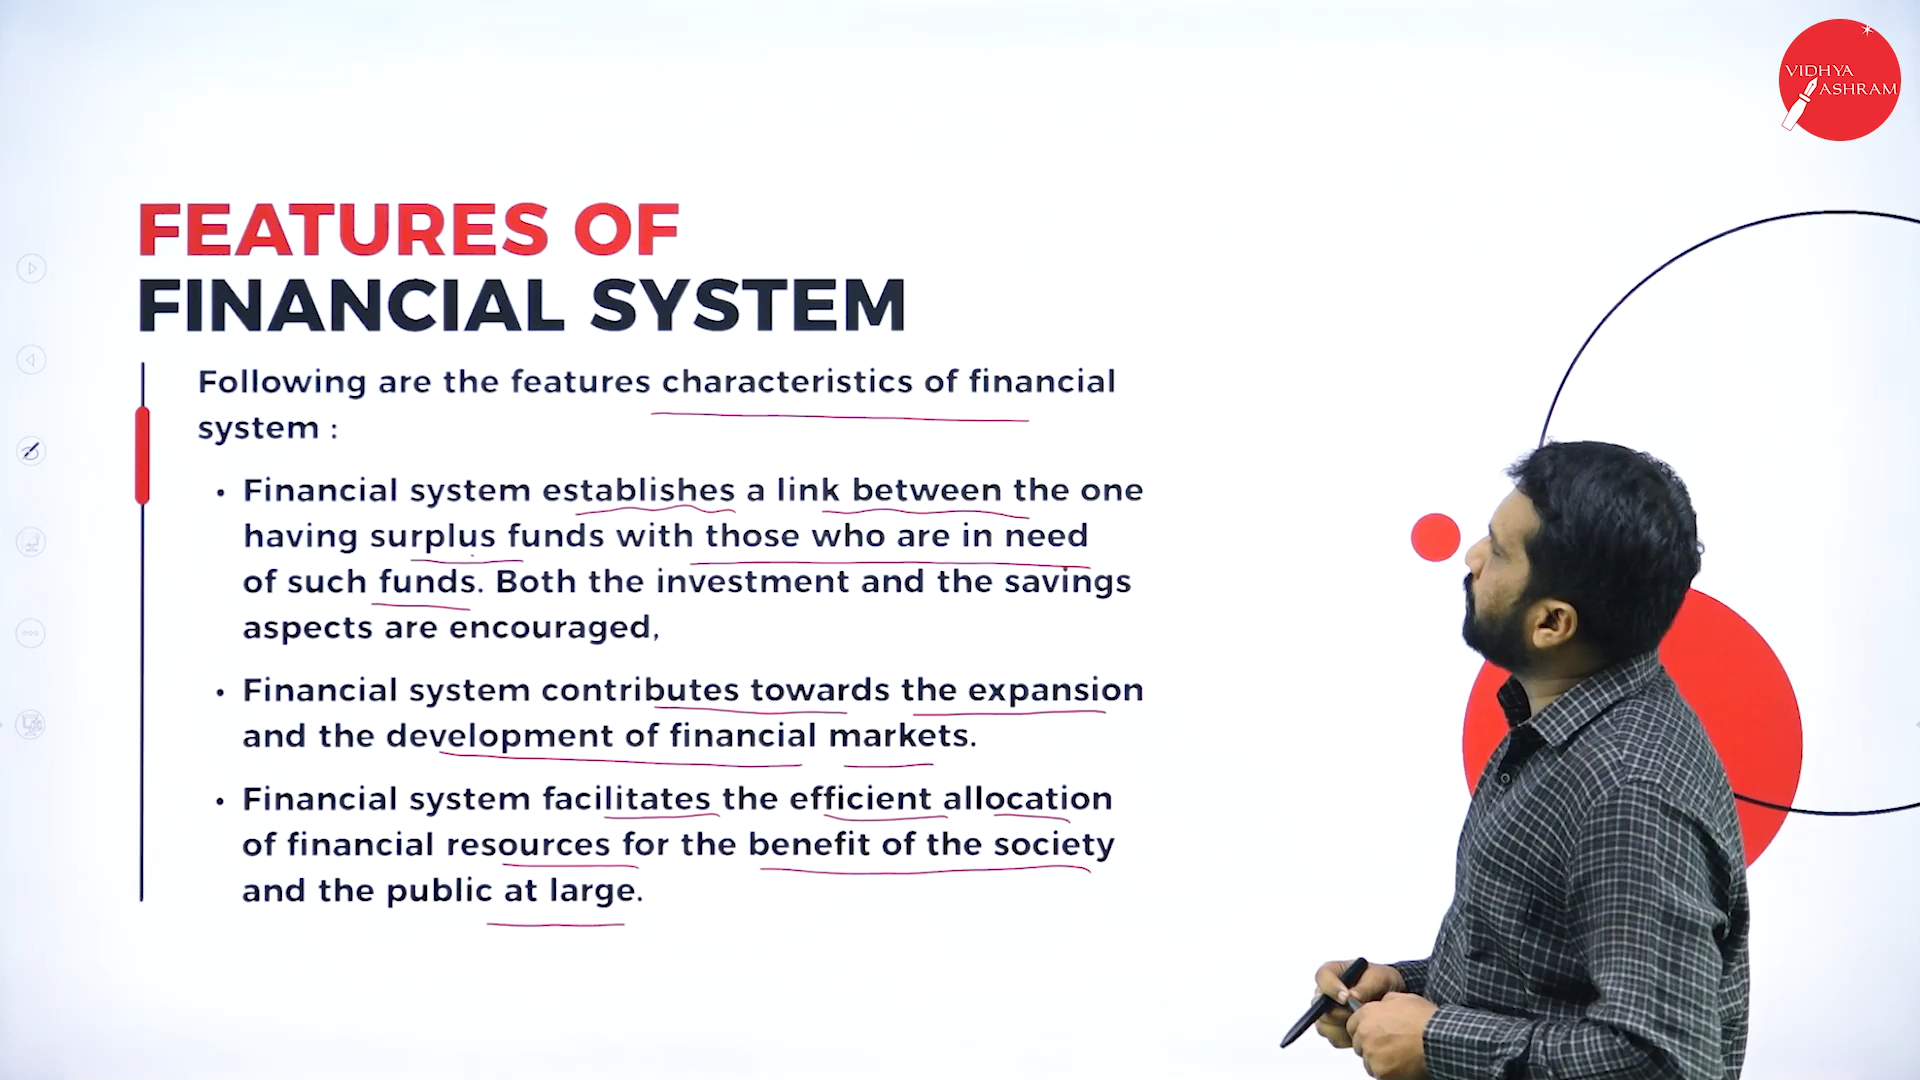 VIDHYA
ASHRAM
FEATURES OF
FINANCIAL SYSTEM
Following are the features characteristics of financial
system :
• Financial system establishes a link between the one
having surplus funds with those who are in need
of such funds. Both the investment and the savings
aspects are encouraged,
• Financial system contributes towards the expansion
and the development of financial markets.
• Financial system facilitates the efficient allocation
of financial resources for the benefit of the society
and the public at large.